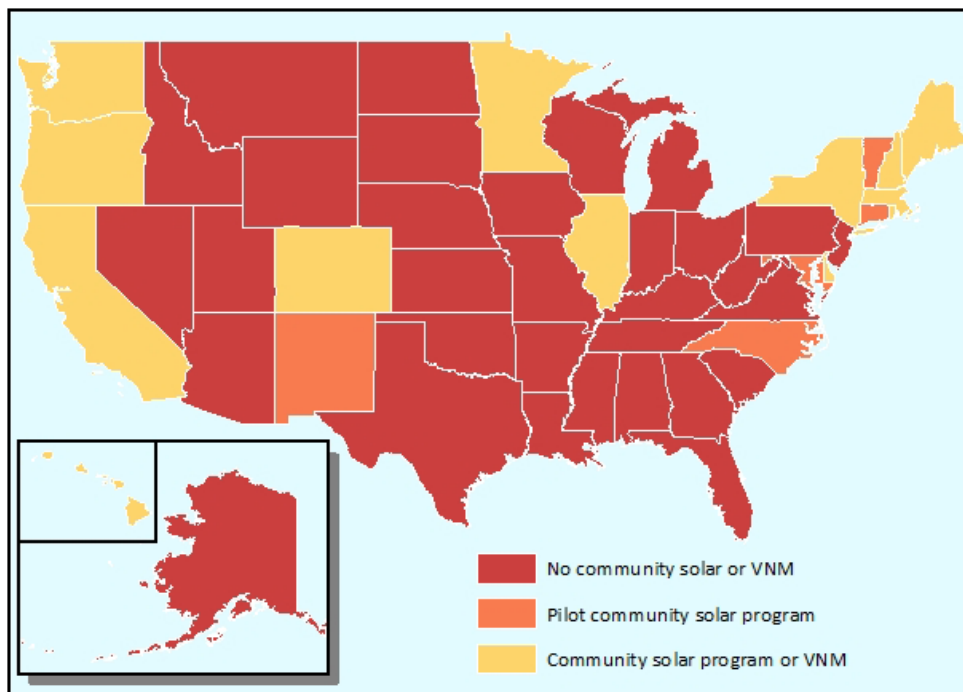 No community solar or VNM
Pilot community solar program
Community solar program or VNM